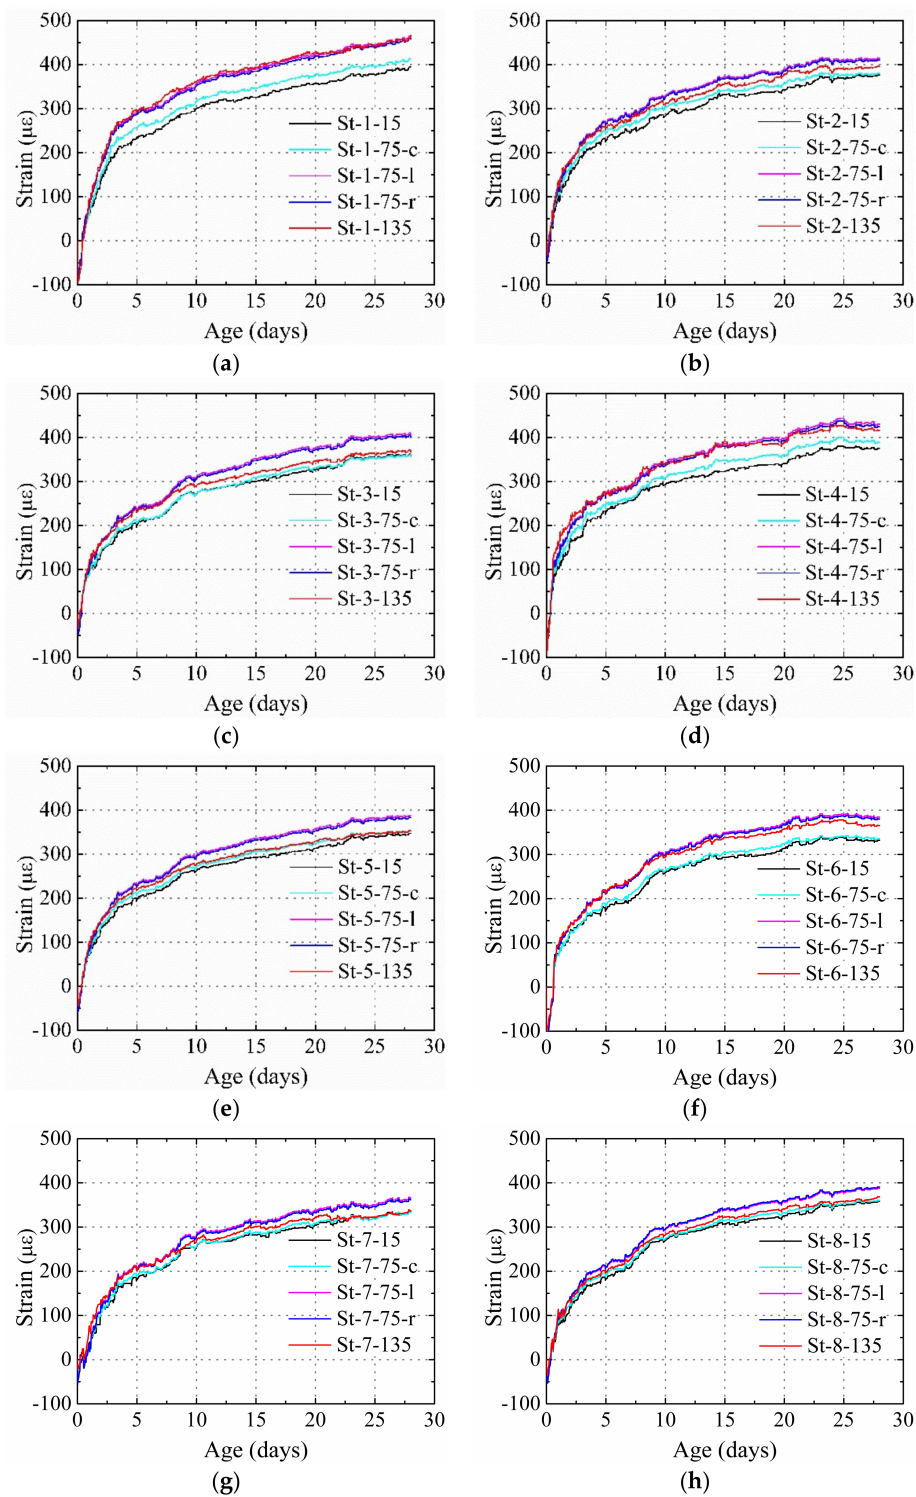 500
400
300
200
100
0
-100
Strain (με)
St-1-15
St-1-75-c
St-1-75-l
St-1-75-r
St-1-135
0 5 10 15 20 25 30
Age (days)
(a)
500
400
300
200
100
0
-100
Strain (με)
St-2-15
St-2-75-c
St-2-75-l
St-2-75-r
St-2-135
0 5 10 15 20 25 30
Age (days)
(b)
500
400
300
200
100
0
-100
Strain (με)
St-3-15
St-3-75-c
St-3-75-l
St-3-75-r
St-3-135
0 5 10 15 20 25 30
Age (days)
(c)
500
400
300
200
100
0
-100
Strain (με)
St-4-15
St-4-75-c
St-4-75-l
St-4-75-r
St-4-135
0 5 10 15 20 25 30
Age (days)
(d)
500
400
300
200
100
0
-100
Strain (με)
St-5-15
St-5-75-c
St-5-75-l
St-5-75-r
St-5-135
0 5 10 15 20 25 30
Age (days)
(e)
500
400
300
200
100
0
-100
Strain (με)
St-6-15
St-6-75-c
St-6-75-l
St-6-75-r
St-6-135
0 5 10 15 20 25 30
Age (days)
(f)
500
400
300
200
100
0
-100
Strain (με)
St-7-15
St-7-75-c
St-7-75-l
St-7-75-r
St-7-135
0 5 10 15 20 25 30
Age (days)
(g)
500
400
300
200
100
0
-100
Strain (με)
St-8-15
St-8-75-c
St-8-75-l
St-8-75-r
St-8-135
0 5 10 15 20 25 30
Age (days)
(h)